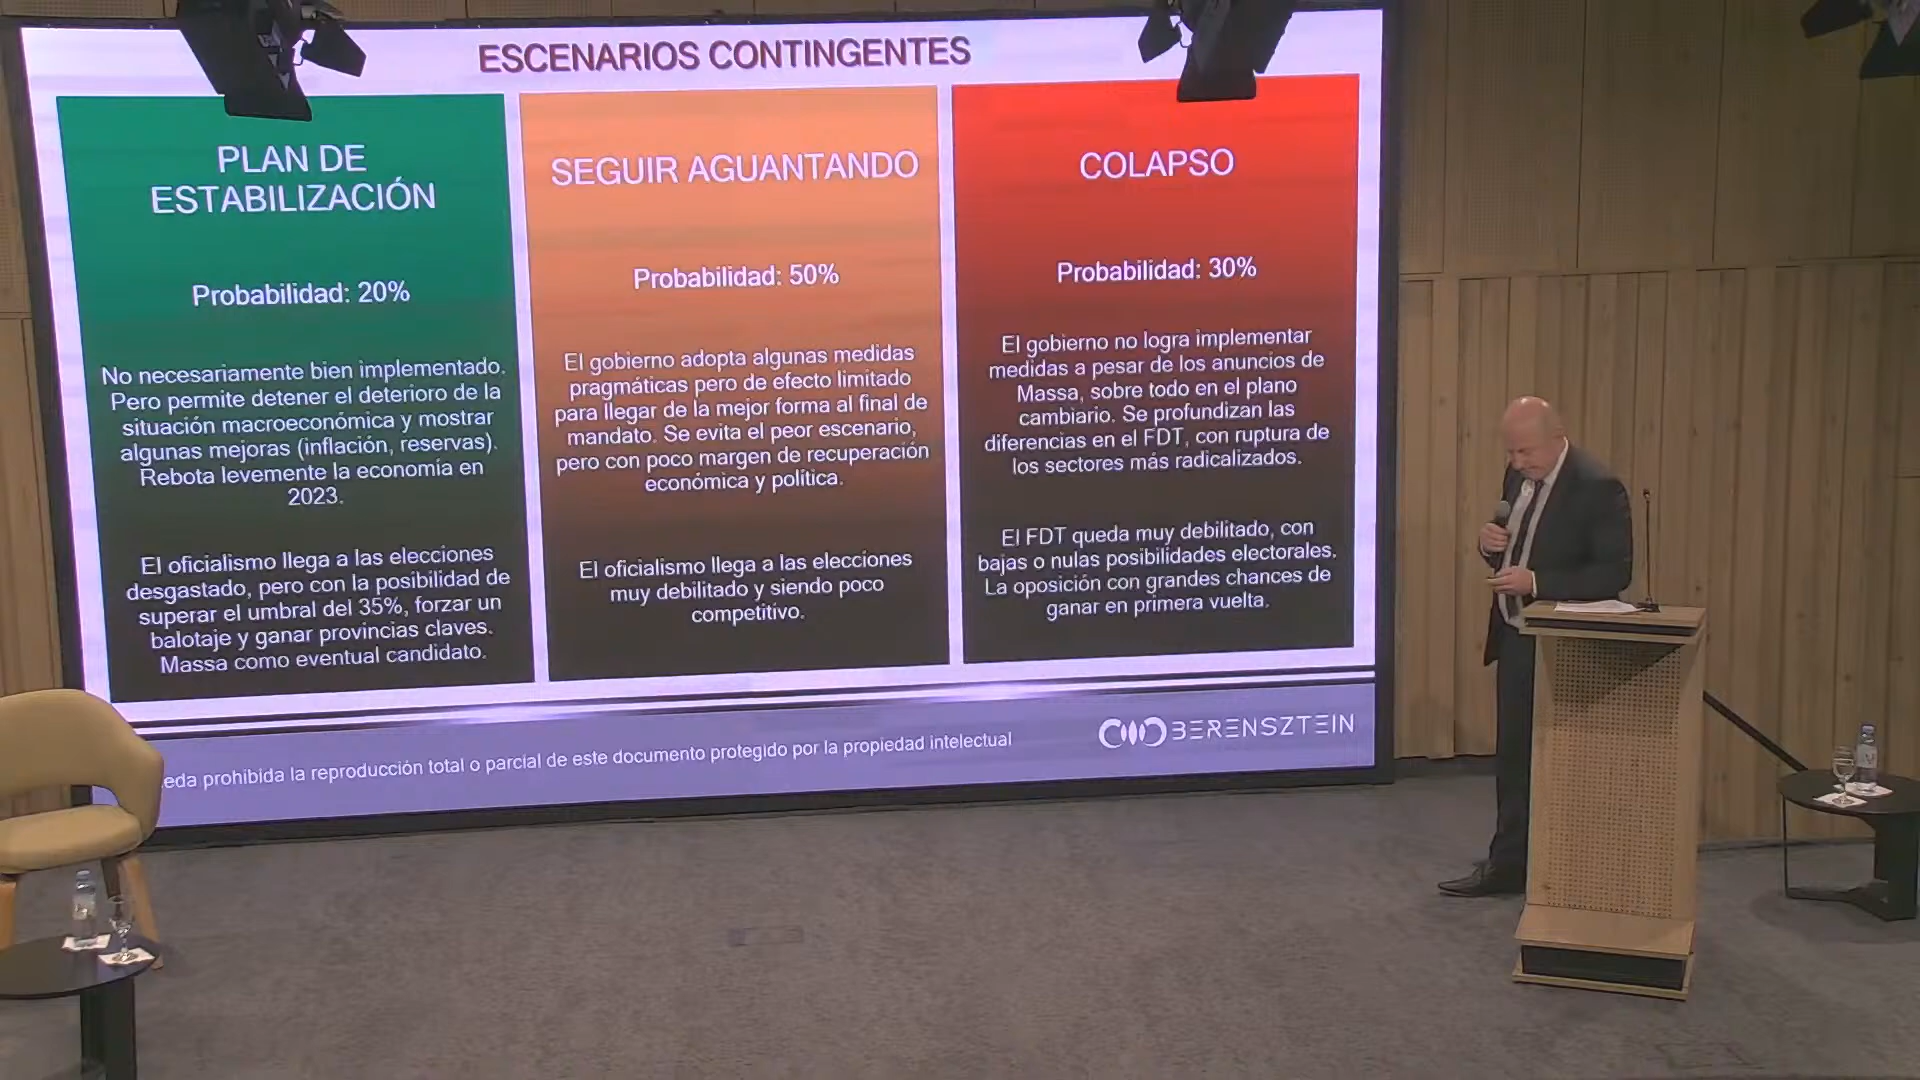 ESCENARIOS CONTINGENTES
PLAN DE
ESTABILIZACIÓN
Probabilidad: 20%
No necesariamente bien implementado.
Pero permite detener el deterioro de la
situación macroeconómica y mostrar
algunas mejoras (inflación, reservas).
Rebota levemente la economía en
2023.
El oficialismo llega a las elecciones
desgastado, pero con la posibilidad de
superar el umbral del 35%, forzar un
balotaje y ganar provincias claves.
Massa como eventual candidato.
SEGUIR AGUANTANDO
Probabilidad: 50%
El gobierno adopta algunas medidas
pragmáticas pero de efecto limitado
para llegar de la mejor forma al final de
mandato. Se evita el peor escenario,
pero con poco margen de recuperación
económica y política.
El oficialismo llega a las elecciones
muy debilitado y siendo poco
competitivo.
COLAPSO
Probabilidad: 30%
El gobierno no logra implementar
medidas a pesar de los anuncios de
Massa, sobre todo en el plano
cambiario. Se profundizan las
diferencias en el FDT, con ruptura de
los sectores más radicalizados.
El FDT queda muy debilitado, con
bajas o nulas posibilidades electorales.
La oposición con grandes chances de
ganar en primera vuelta.
eda prohibida la reproducción total o parcial de este documento protegido por la propiedad intelectual
BERENSZTEIN